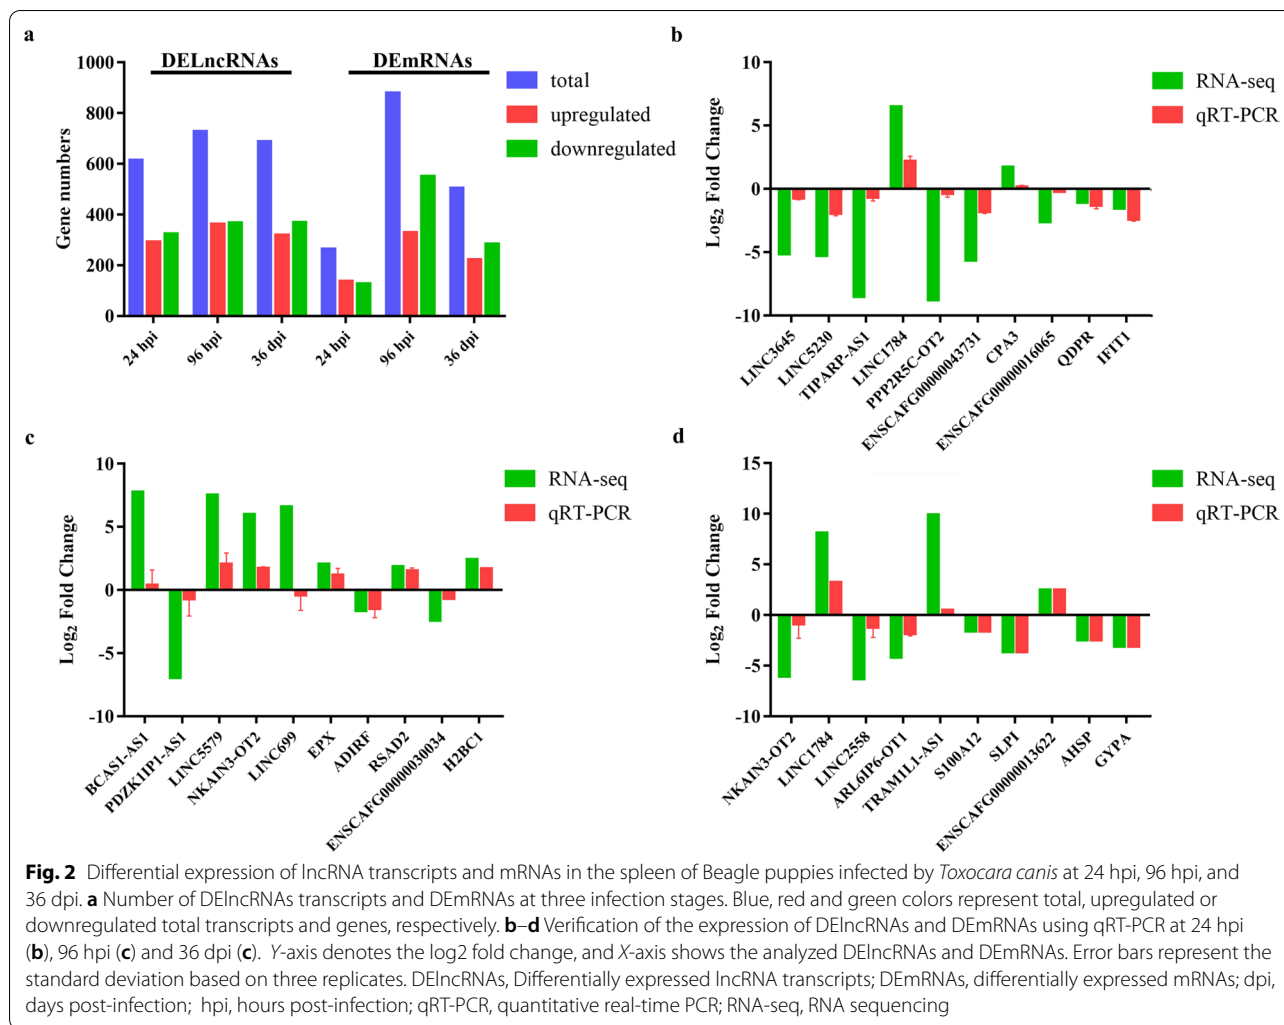 a
DELncRNAs
DEmRNAs
total
upregulated
downregulated
Gene numbers
1000
800
600
400
200
0
24 hpi
96 hpi
36 dpi
24 hpi
96 hpi
36 dpi
b
RNA-seq
qRT-PCR
Log2 Fold Change
10
5
0
-5
-10
LINC3645
LINC5230
TIPARP-AS1
LINC1784
PPP2R5C-OT2
ENSCAFG00000043731
CPA3
ENSCAFG00000016065
QDPR
IFIT1
c
RNA-seq
qRT-PCR
Log2 Fold Change
10
5
0
-5
-10
BCAS1-AS1
PDZK1IP1-AS1
LINC5579
NKAIN3-OT2
LINC699
EPX
ADIRF
RSAD2
ENSCAFG00000030034
H2BC1
d
RNA-seq
qRT-PCR
Log2 Fold Change
15
10
5
0
-5
-10
NKAIN3-OT2
LINC1784
LINC2558
ARL6IP6-OT1
TRAM1L1-AS1
S100A12
SLPI
ENSCAFG00000013622
AHSP
GYPA
Fig. 2 Differential expression of lncRNA transcripts and mRNAs in the spleen of Beagle puppies infected by Toxocara canis at 24 hpi, 96 hpi, and
36 dpi. a Number of DElncRNAs transcripts and DEmRNAs at three infection stages. Blue, red and green colors represent total, upregulated or
downregulated total transcripts and genes, respectively. b–d Verification of the expression of DElncRNAs and DEmRNAs using qRT-PCR at 24 hpi
(b), 96 hpi (c) and 36 dpi (c). Y-axis denotes the log2 fold change, and X-axis shows the analyzed DElncRNAs and DEmRNAs. Error bars represent the
standard deviation based on three replicates. DElncRNAs, Differentially expressed lncRNA transcripts; DEmRNAs, differentially expressed mRNAs; dpi,
days post-infection; hpi, hours post-infection; qRT-PCR, quantitative real-time PCR; RNA-seq, RNA sequencing